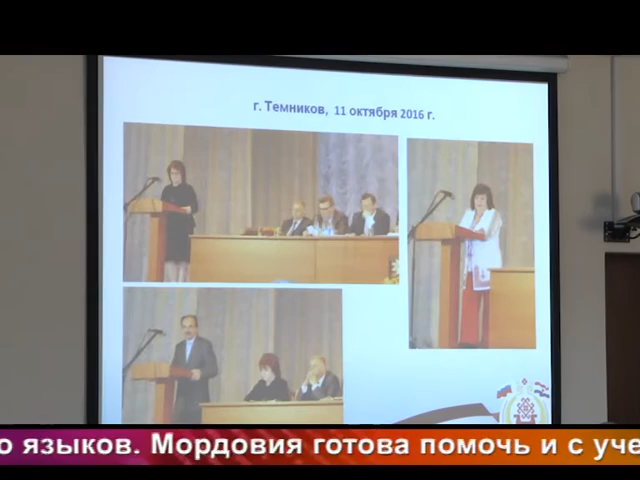 г. Темников, 11 октября 2016 г.
о языков. Мордовия готова помочь и с уче